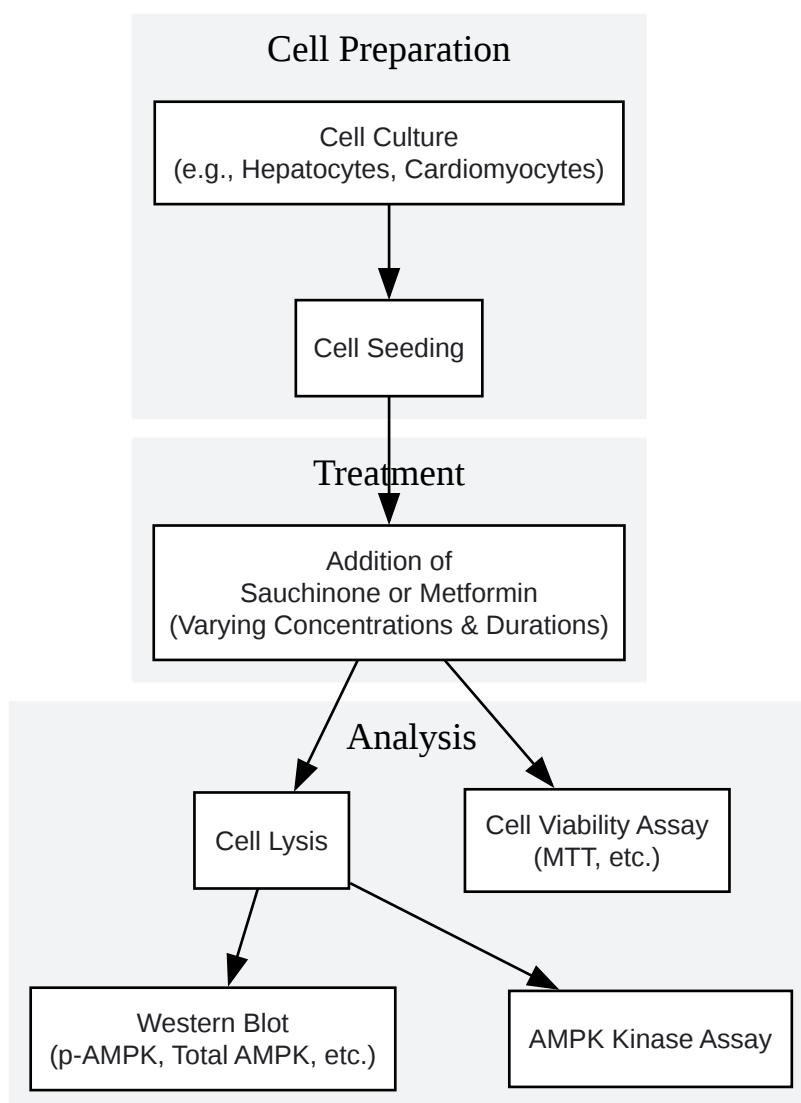 Cell Preparation
Cell Culture
(e.g., Hepatocytes, Cardiomyocytes)
Cell Seeding
Treatment
Addition of
Sauchinone or Metformin
(Varying Concentrations & Durations)
Analysis
Cell Lysis
Cell Viability Assay
(MTT, etc.)
Western Blot
(p-AMPK, Total AMPK, etc.)
AMPK Kinase Assay